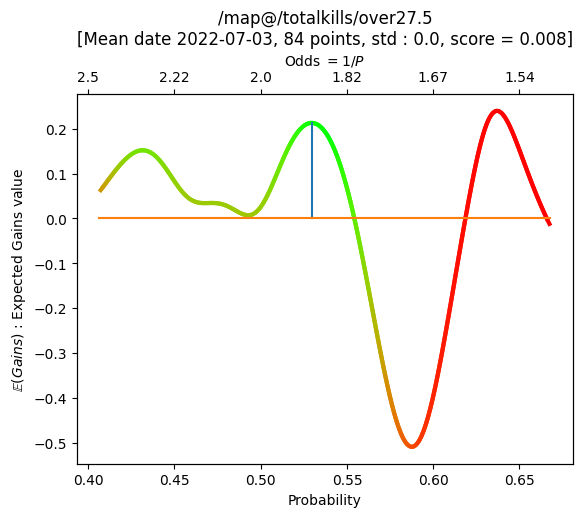 /map@/totalkills/over27.5
[Mean date 2022-07-03, 84 points, std : 0.0, score = 0.008]
Odds = 1/P
2.5 2.22 2.0 1.82 1.67 1.54
0.2
0.1
0.0
−0.1
−0.2
−0.3
−0.4
−0.5
𝔼(Gains) : Expected Gains value
0.40 0.45 0.50 0.55 0.60 0.65
Probability